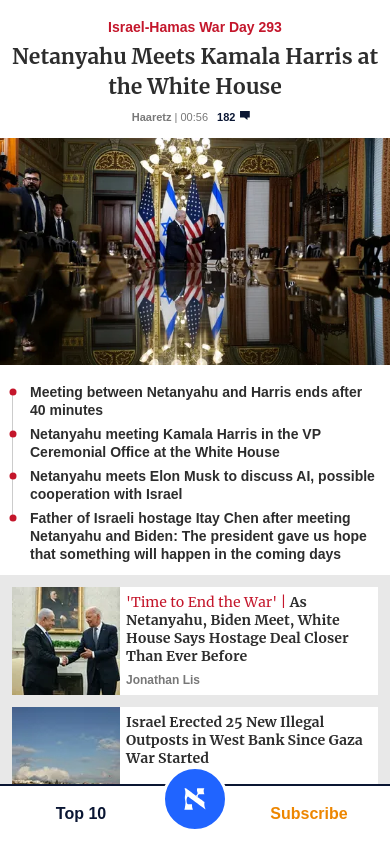 Israel-Hamas War Day 293
Netanyahu Meets Kamala Harris at
the White House
Haaretz | 00:56 182
Meeting between Netanyahu and Harris ends after
40 minutes
Netanyahu meeting Kamala Harris in the VP
Ceremonial Office at the White House
Netanyahu meets Elon Musk to discuss AI, possible
cooperation with Israel
Father of Israeli hostage Itay Chen after meeting
Netanyahu and Biden: The president gave us hope
that something will happen in the coming days
'Time to End the War' | As
Netanyahu, Biden Meet, White
House Says Hostage Deal Closer
Than Ever Before
Jonathan Lis
Israel Erected 25 New Illegal
Outposts in West Bank Since Gaza
War Started
Top 10
Subscribe